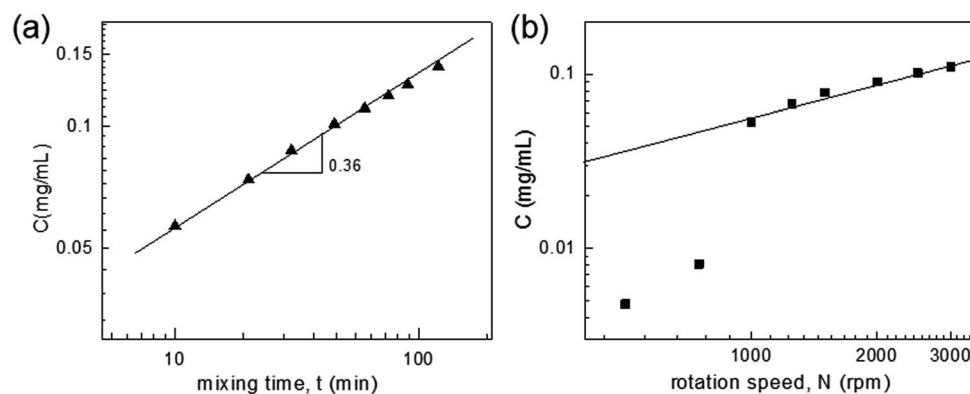 (a)
0.15
0.1
0.05
C(mg/mL)
0.36
10
100
mixing time, t (min)
(b)
0.1
0.01
C (mg/mL)
1000
2000
3000
rotation speed, N (rpm)